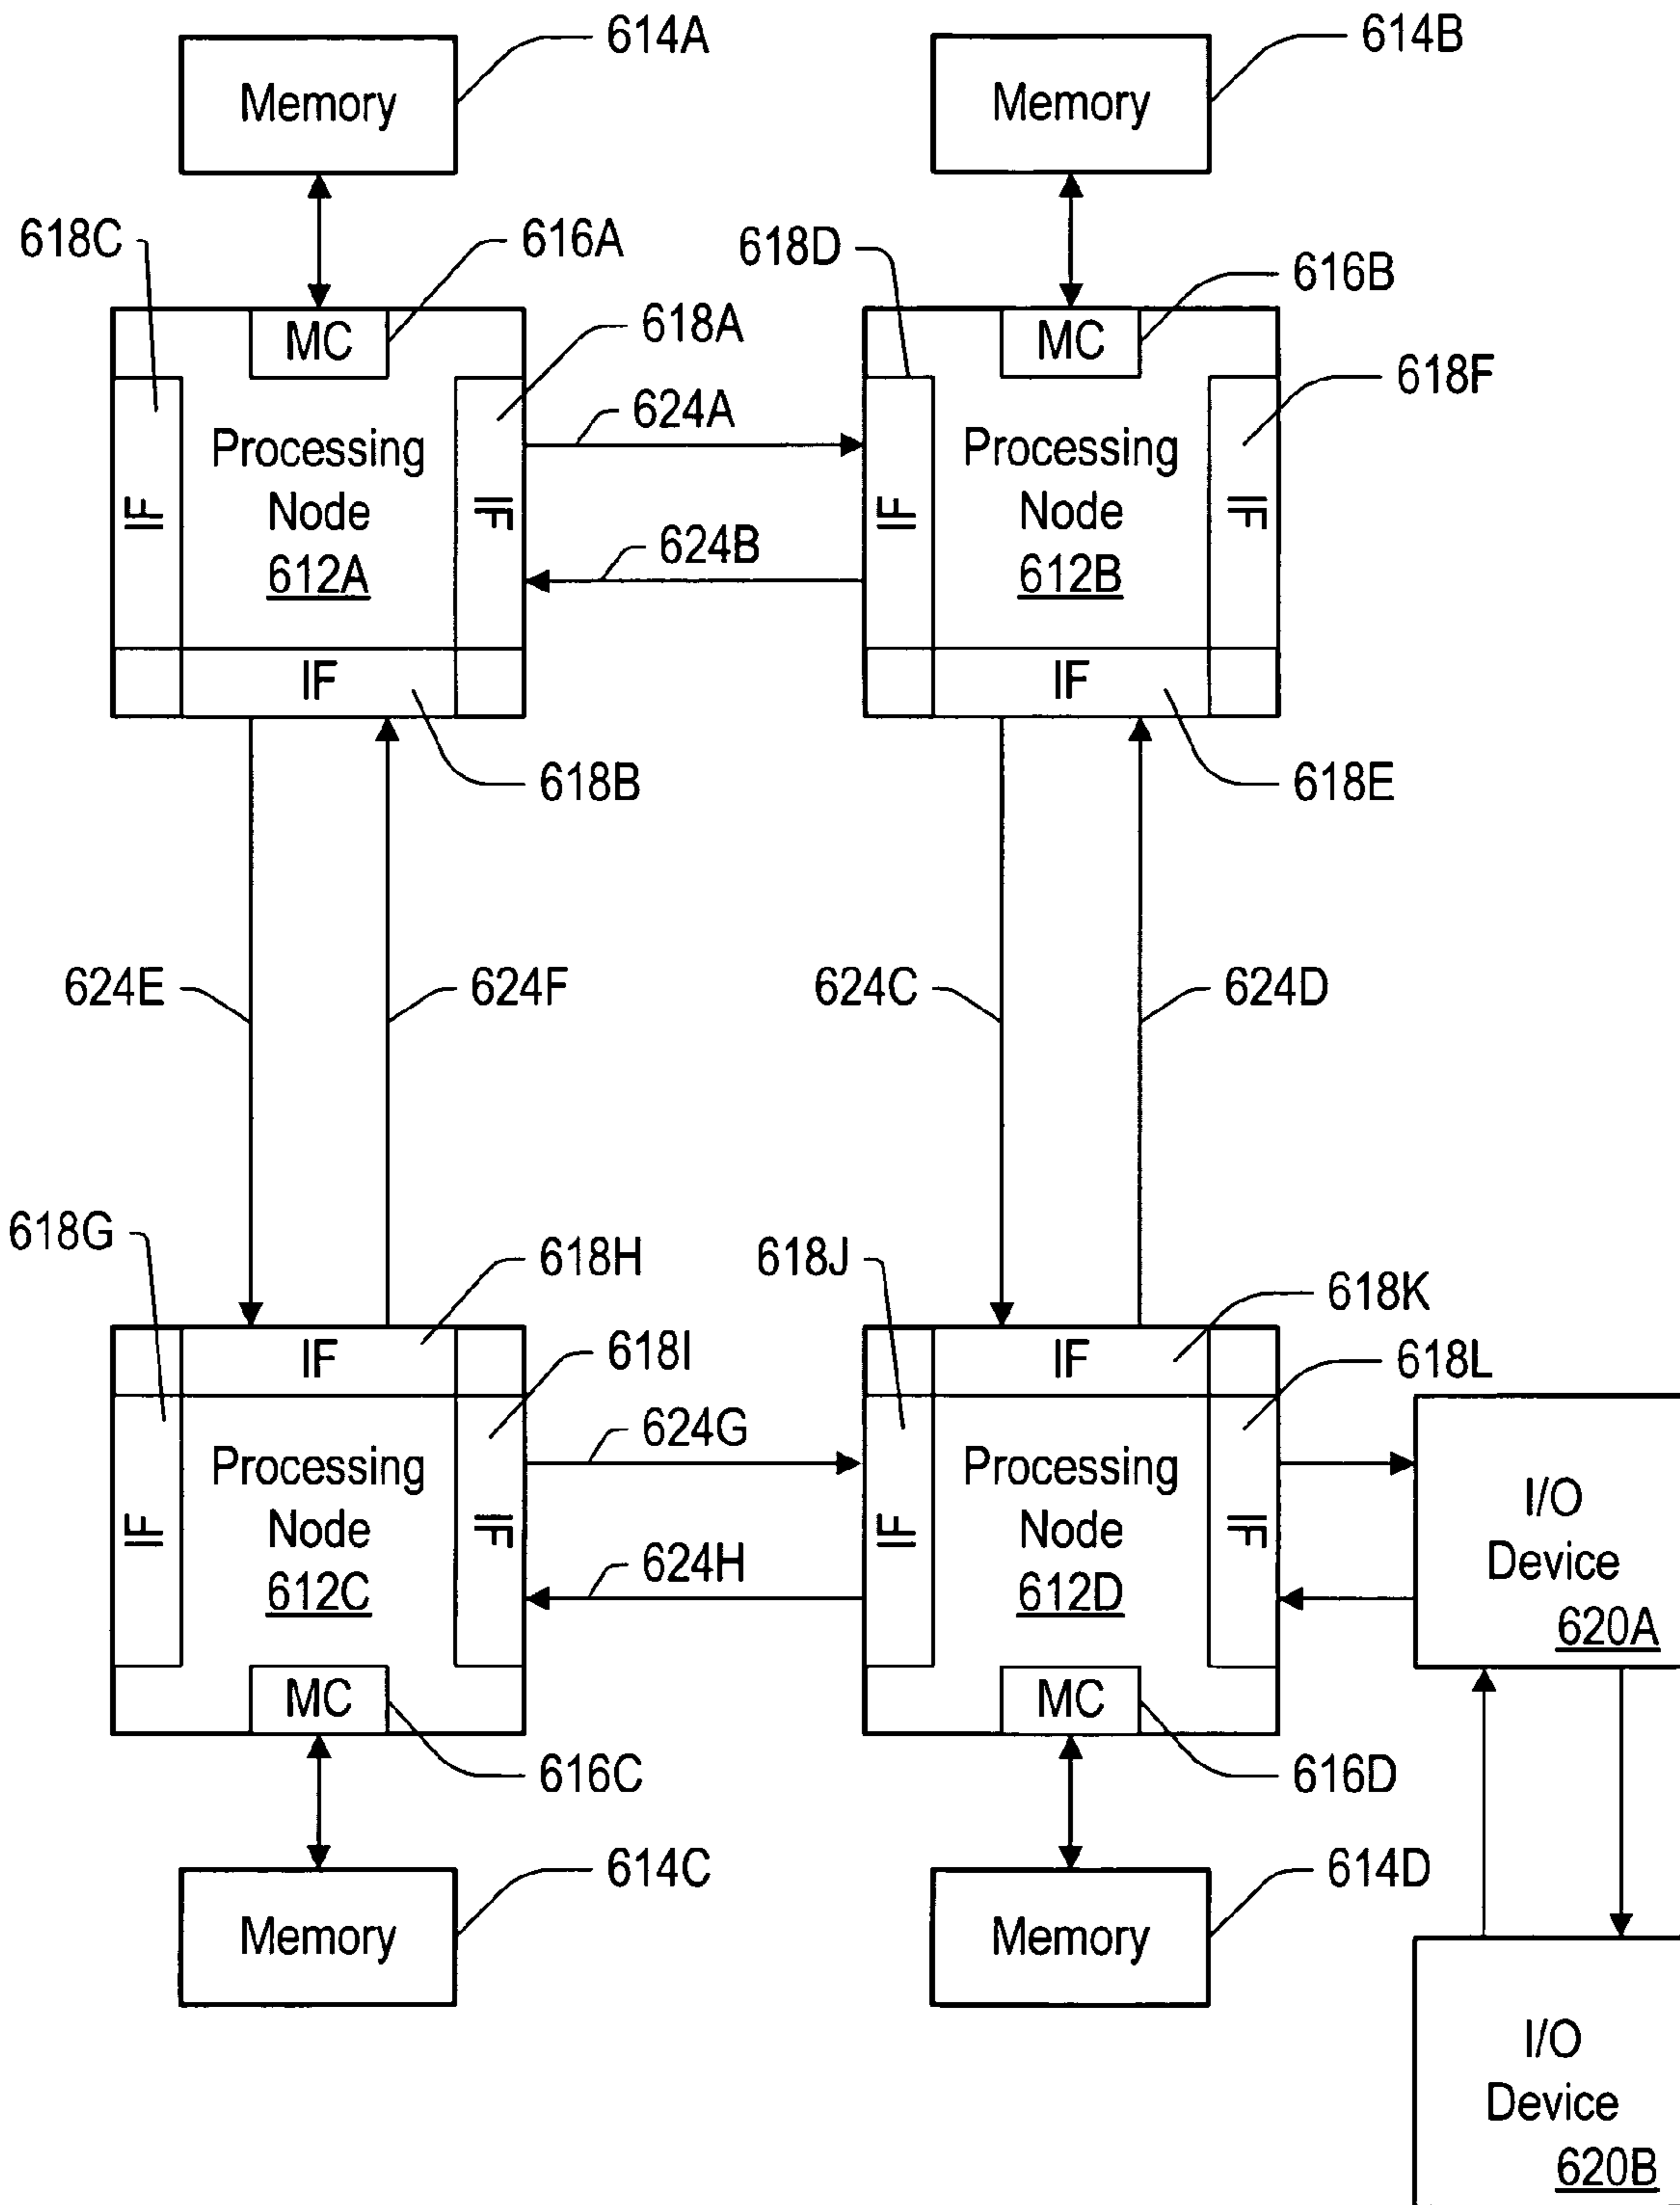 614A
614B
Memory
Memory
618C
616A
618D
616B
MC
618A
MC
618F
624A
Processing
Node
612A
IF
IF
624B
Processing
Node
612B
IF
IF
IF
IF
618B
618E
624E
624F
624C
624D
618G
618H
618J
618K
IF
618I
IF
618L
624G
Processing
Node
612C
IF
IF
624H
Processing
Node
612D
IF
IF
I/O
Device
620A
MC
MC
616C
616D
614C
614D
Memory
Memory
I/O
Device
620B